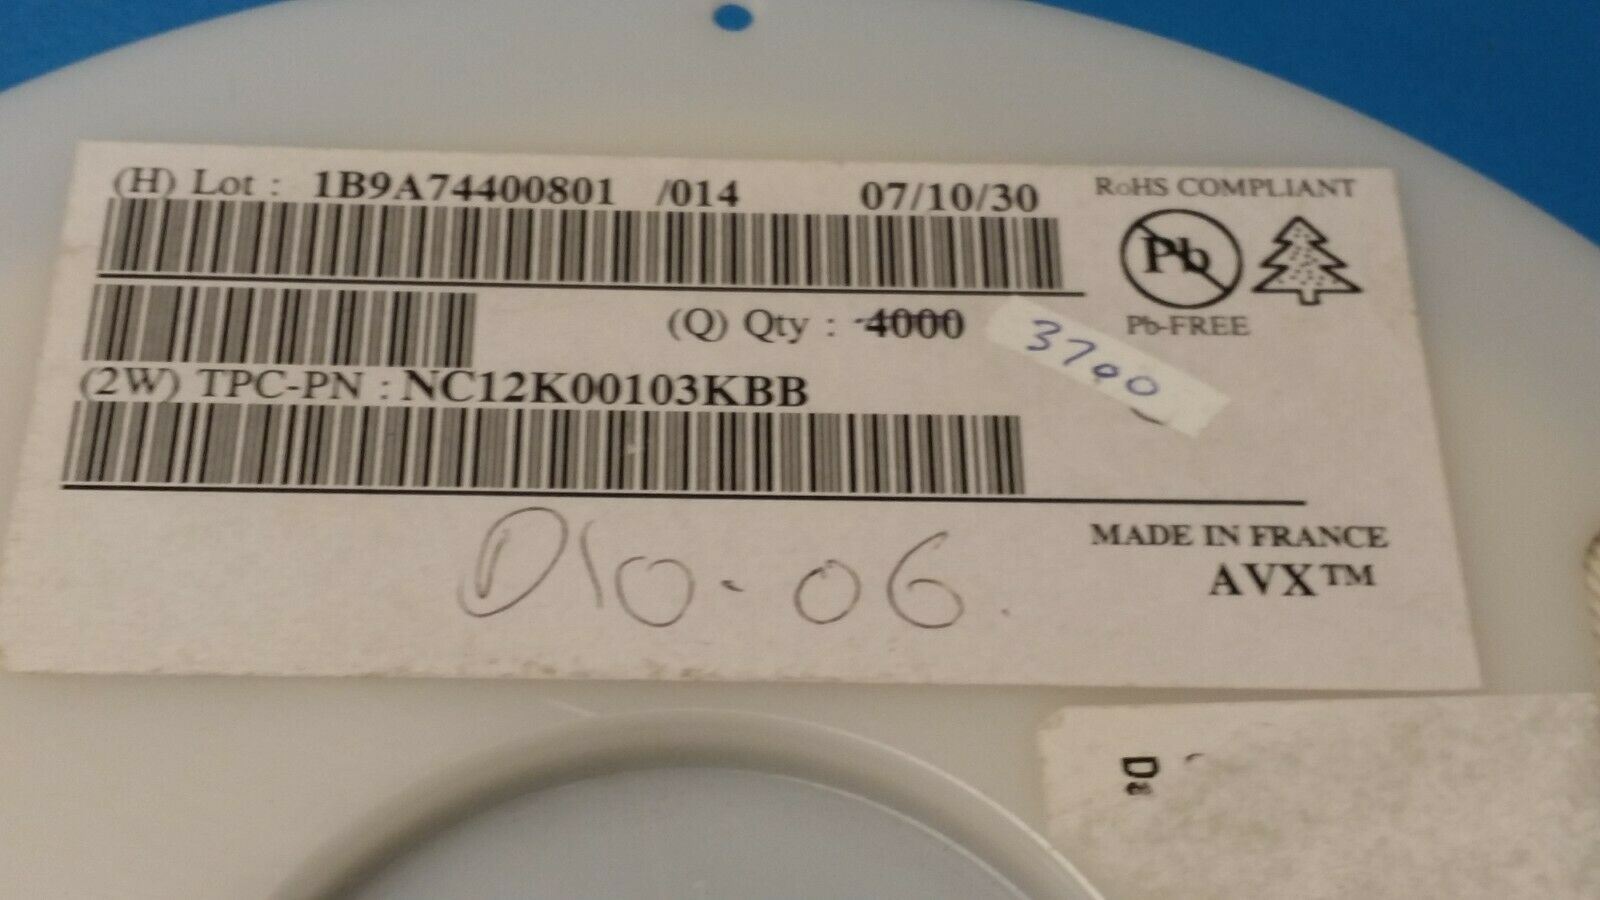 (H) Lot : 1B9A74400801 /014 07/10/30
RoHS COMPLIANT
Pb
Pb-FREE
(Q) Qty : 4000
3700
(2W) TPC-PN : NC12K00103KBB
D10-06.
MADE IN FRANCE
AVX™